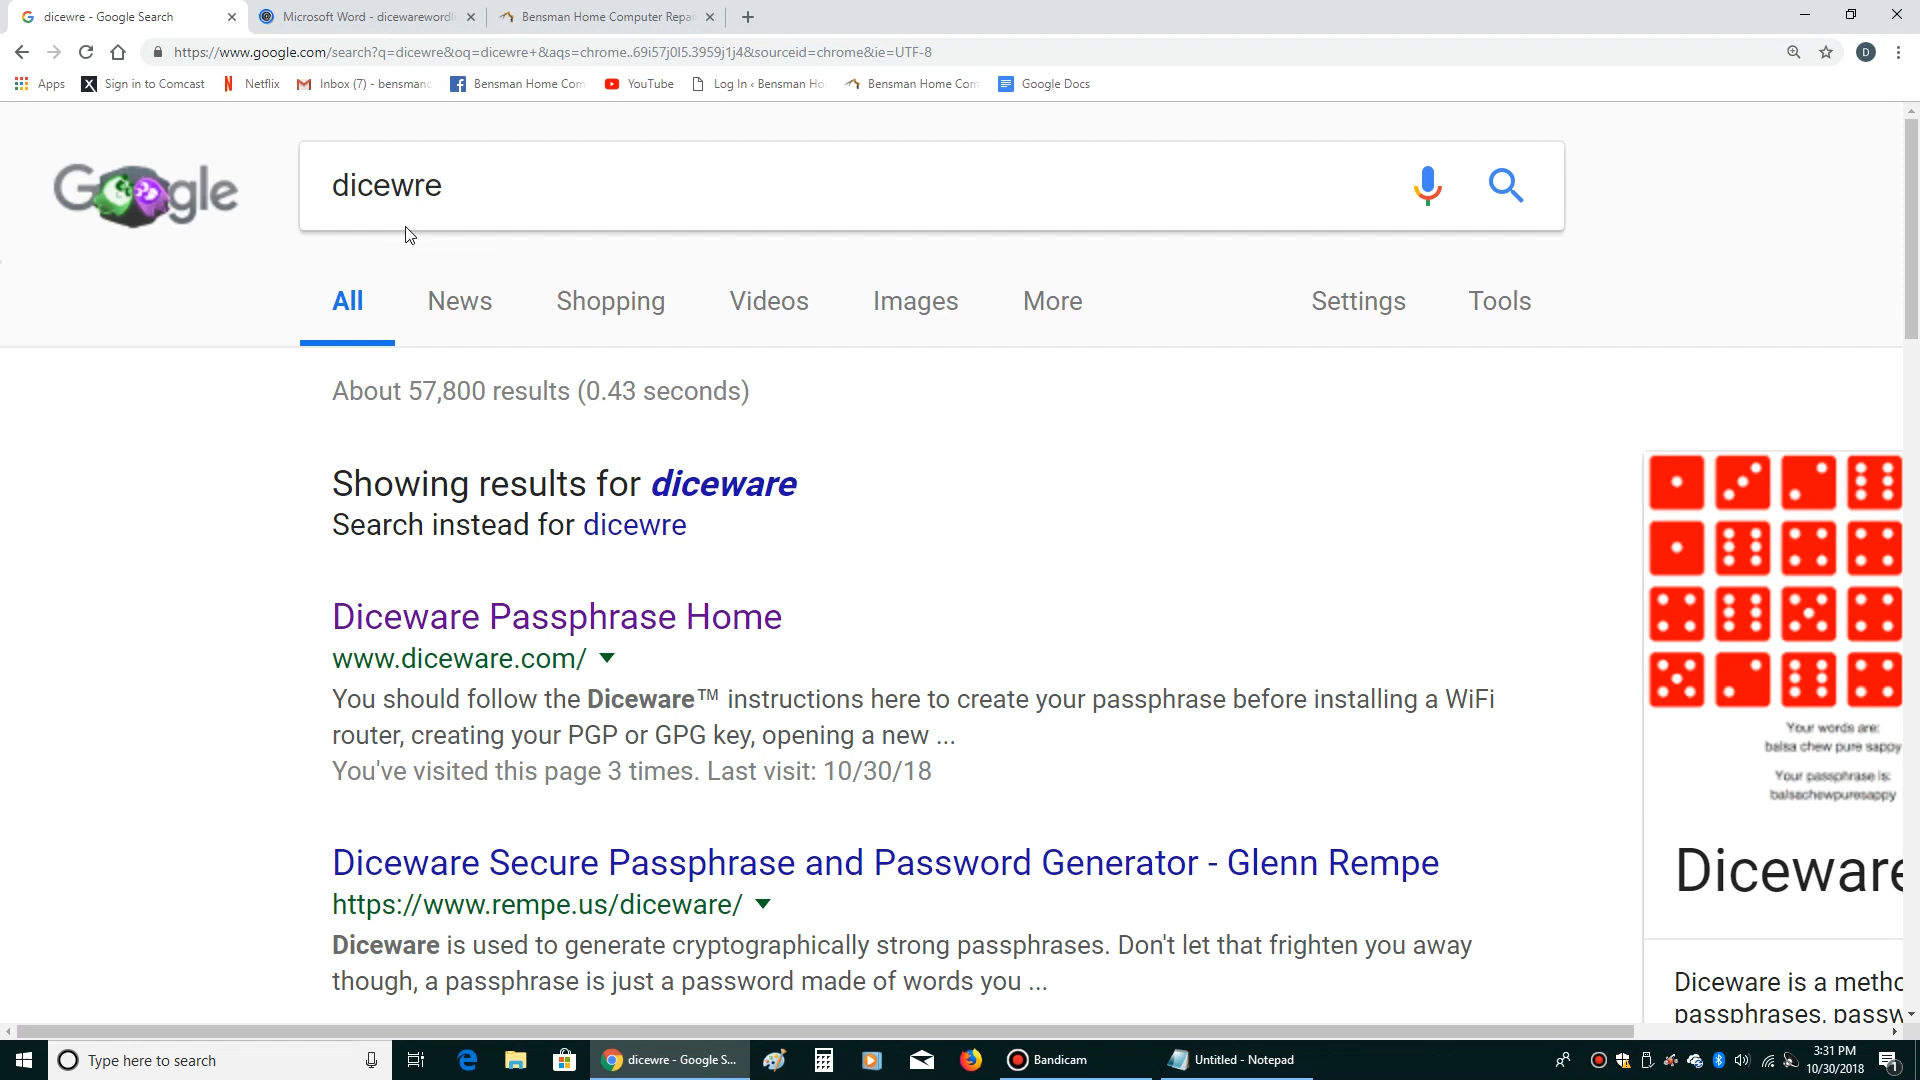 dicewre - Google Search
Microsoft Word - dicewarewordli
Bensman Home Computer Repai
https://www.google.com/search?q=dicewre&oq=dicewre+&aqs=chrome..69i57j0l5.3959j1j4&sourceid=chrome&ie=UTF-8
D
Apps
Sign in to Comcast
Netflix
Inbox (7) - bensmanc
Bensman Home Com
YouTube
Log In ‹ Bensman Ho
Bensman Home Com
Google Docs
Google
dicewre
All
News
Shopping
Videos
Images
More
Settings
Tools
About 57,800 results (0.43 seconds)
Showing results for diceware
Search instead for dicewre
Diceware Passphrase Home
www.diceware.com/
You should follow the Diceware™ instructions here to create your passphrase before installing a WiFi
router, creating your PGP or GPG key, opening a new ...
You've visited this page 3 times. Last visit: 10/30/18
Diceware Secure Passphrase and Password Generator - Glenn Rempe
https://www.rempe.us/diceware/
Diceware is used to generate cryptographically strong passphrases. Don't let that frighten you away
though, a passphrase is just a password made of words you ...
Your words are:
balsa chew pure sappy
Your passphrase is:
balsachewpuresappy
Diceware
Diceware is a metho
passphrases, passw
Type here to search
dicewre - Google S...
Bandicam
Untitled - Notepad
3:31 PM
10/30/2018
1